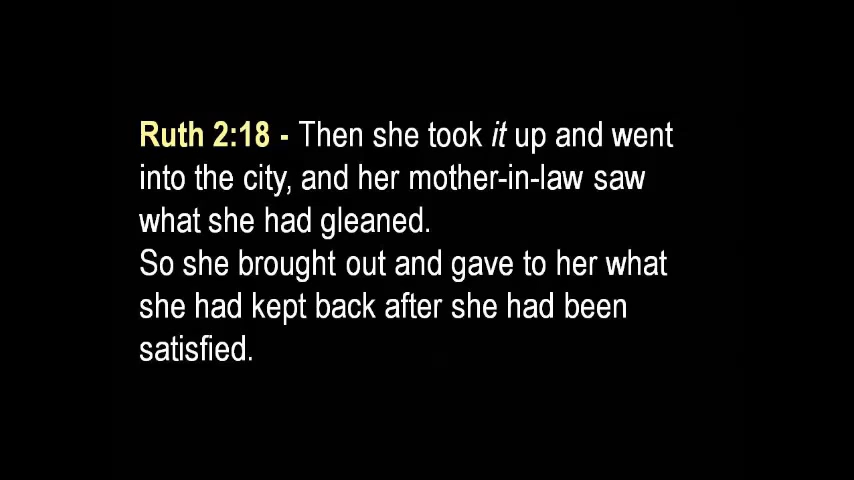 Ruth 2:18 - Then she took it up and went
into the city, and her mother-in-law saw
what she had gleaned.
So she brought out and gave to her what
she had kept back after she had been
satisfied.